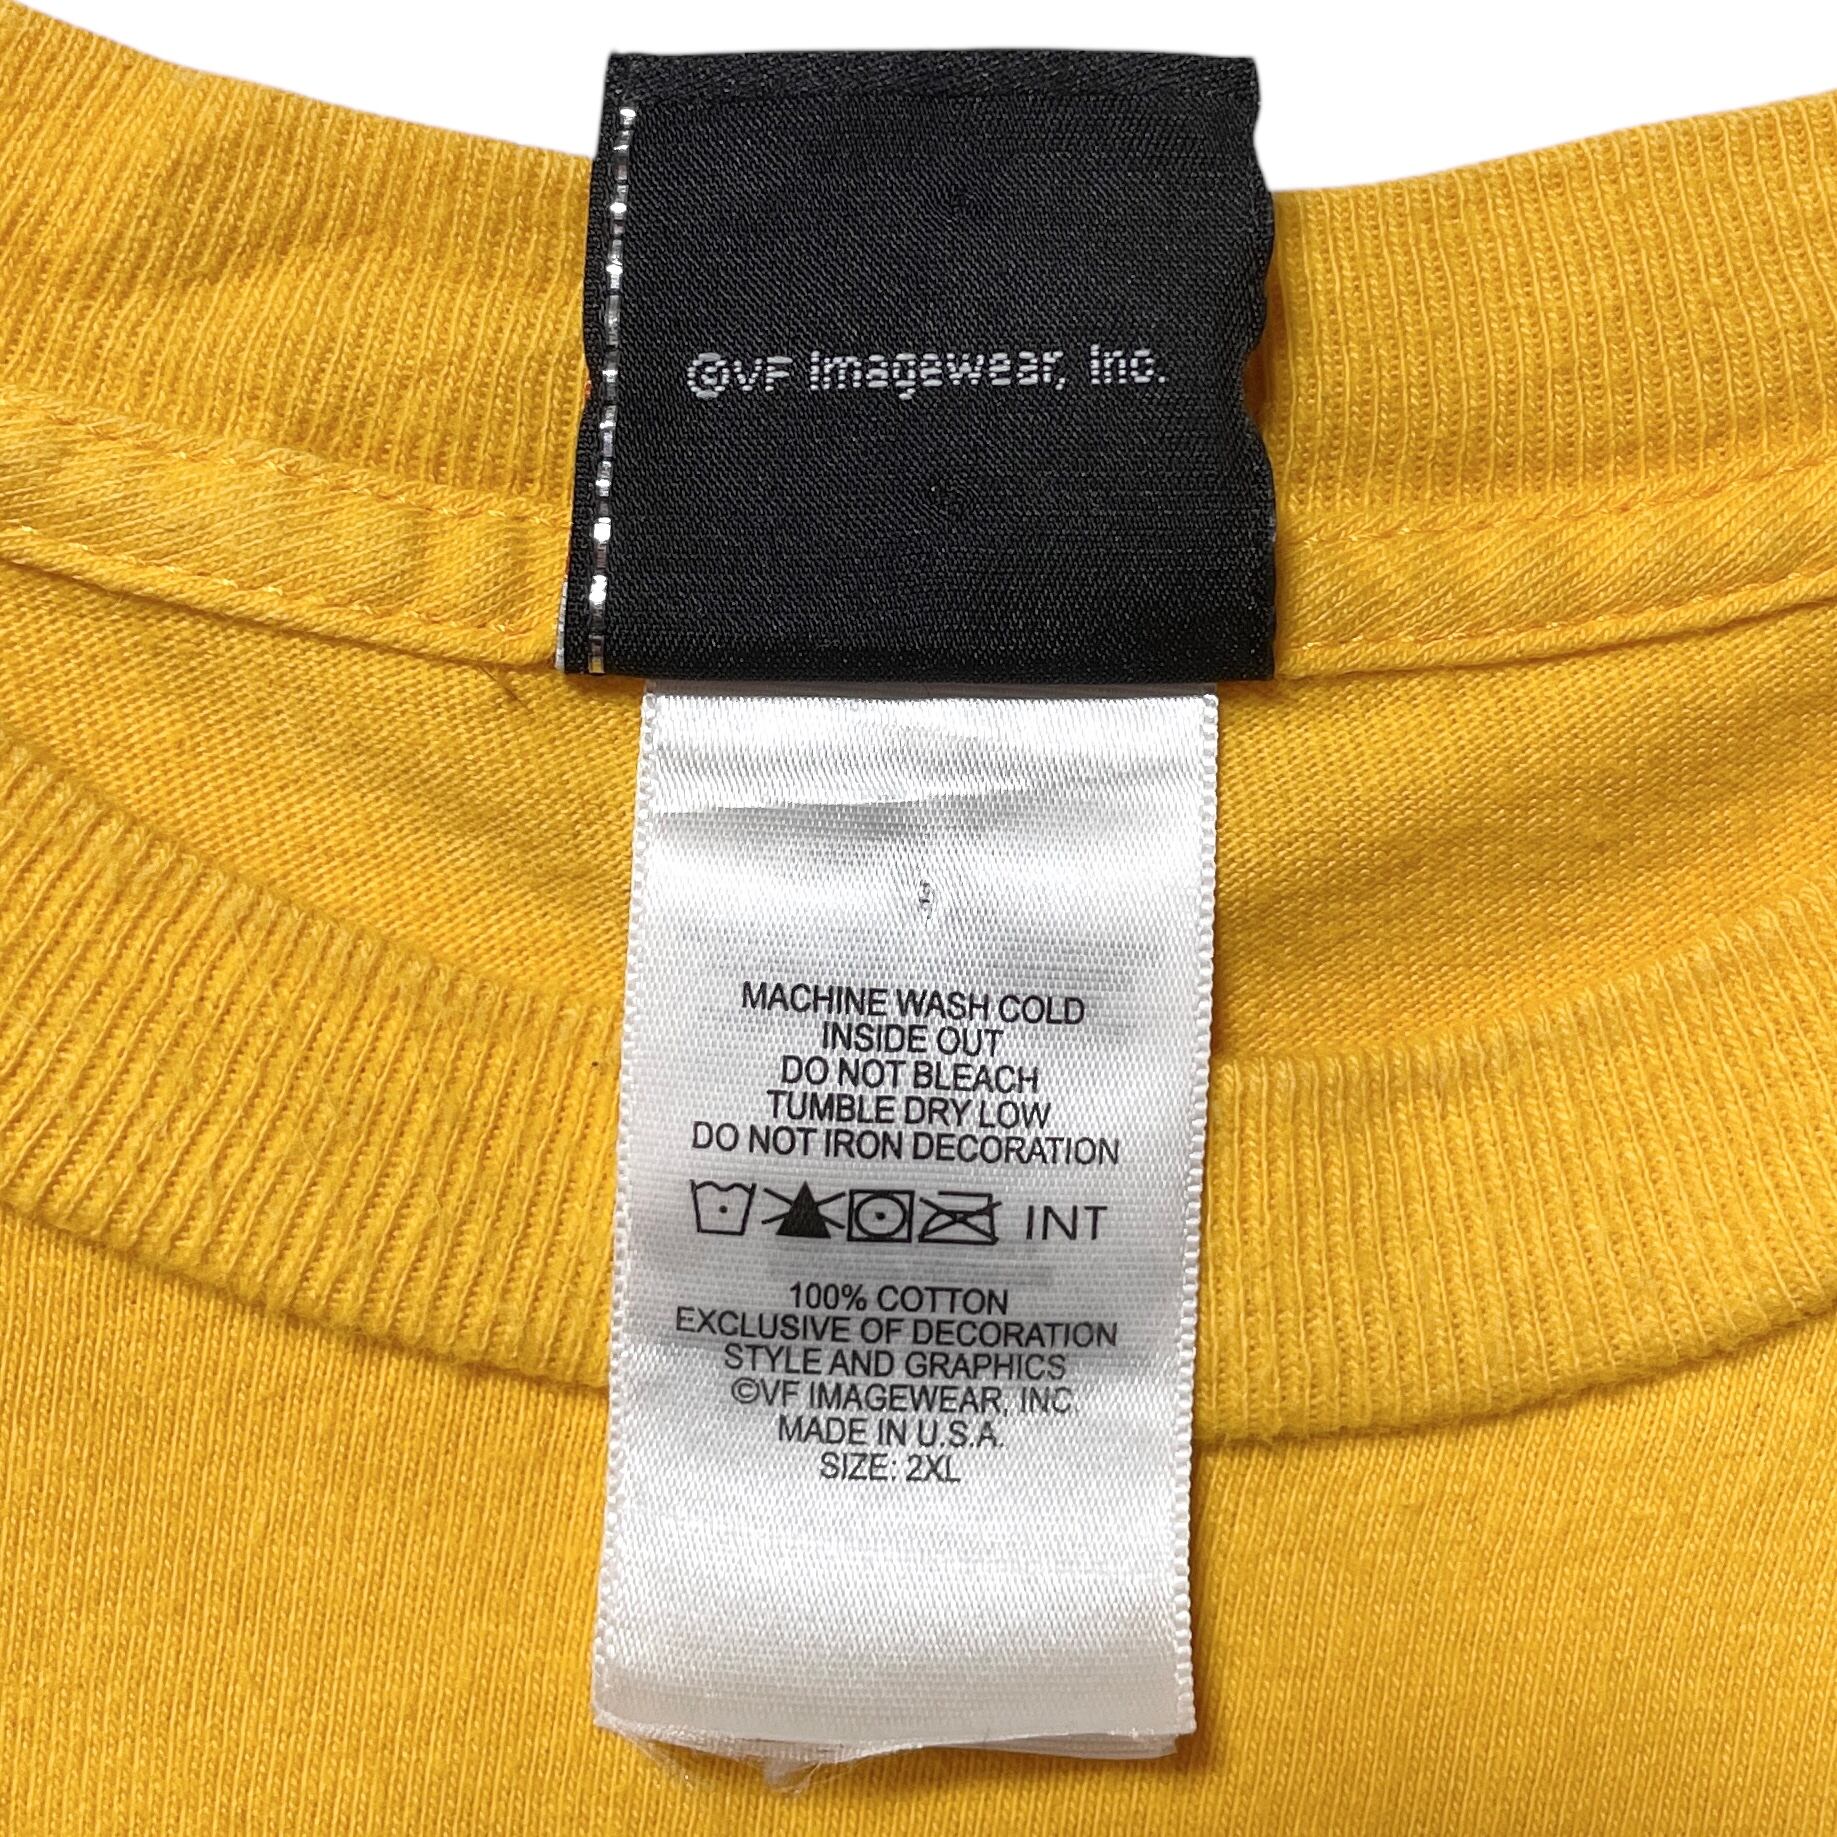 ©VF Imagewear, Inc.
MACHINE WASH COLD
INSIDE OUT
DO NOT BLEACH
TUMBLE DRY LOW
DO NOT IRON DECORATION
INT
100% COTTON
EXCLUSIVE OF DECORATION
STYLE AND GRAPHICS
©VF IMAGEWEAR, INC.
MADE IN U.S.A.
SIZE: 2XL